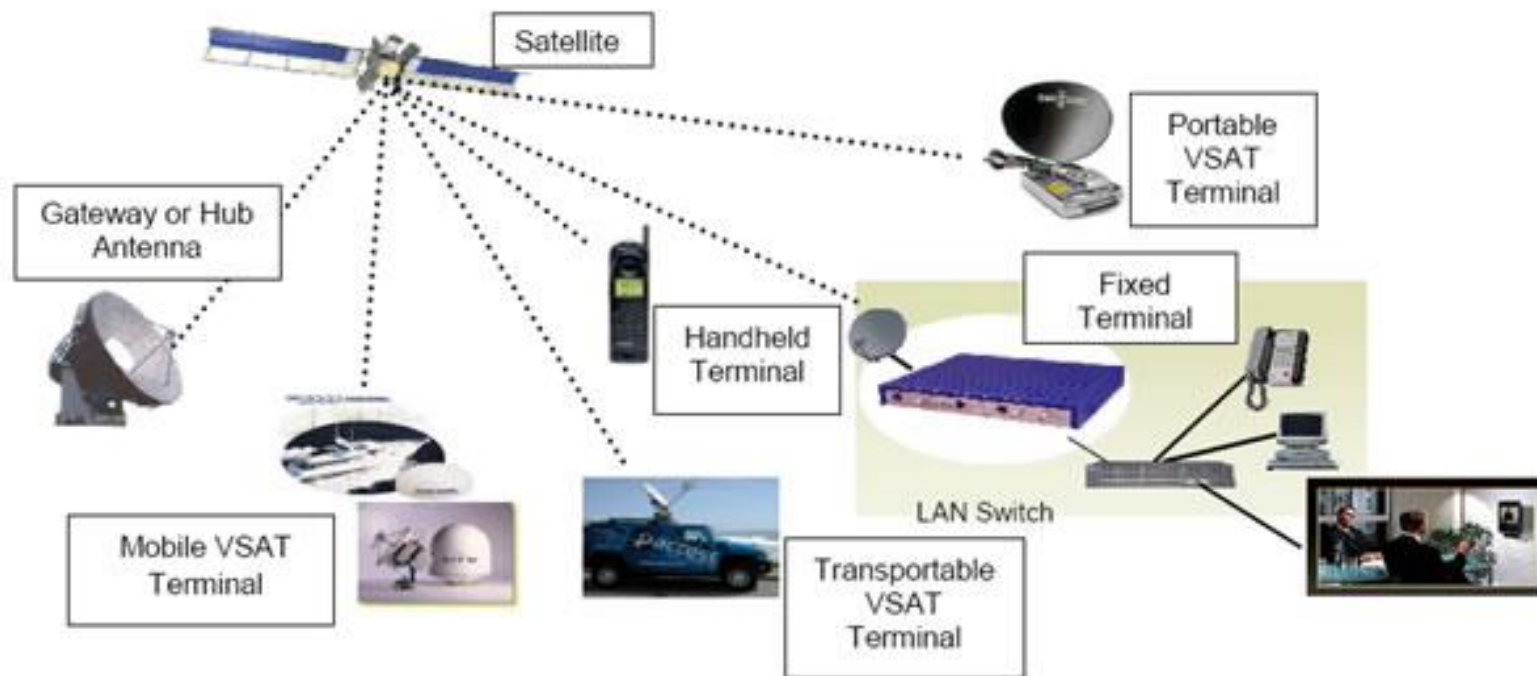 Satellite
Portable
VSAT
Terminal
Gateway or Hub
Antenna
Fixed
Terminal
Handheld
Terminal
LAN Switch
Mobile VSAT
Terminal
Transportable
VSAT
Terminal